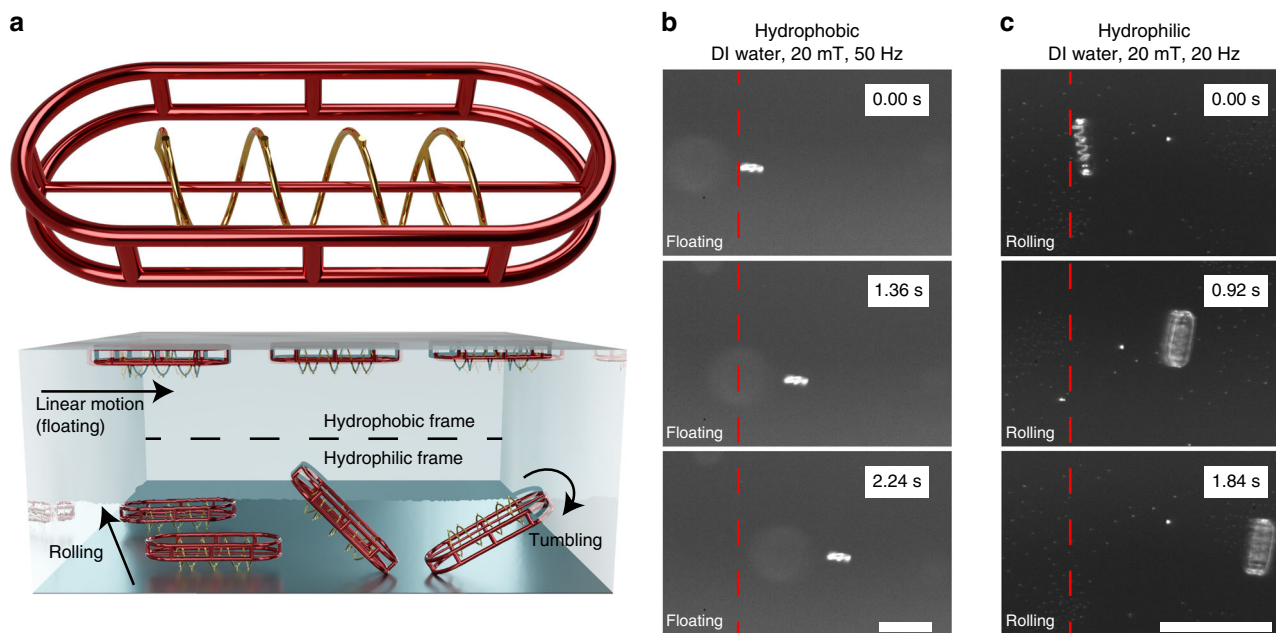 a
Linear motion
(floating)
Hydrophobic frame
Hydrophilic frame
Rolling
Tumbling
b
Hydrophobic
DI water, 20 mT, 50 Hz
0.00 s
Floating
1.36 s
Floating
2.24 s
Floating
c
Hydrophilic
DI water, 20 mT, 20 Hz
0.00 s
Rolling
0.92 s
Rolling
1.84 s
Rolling